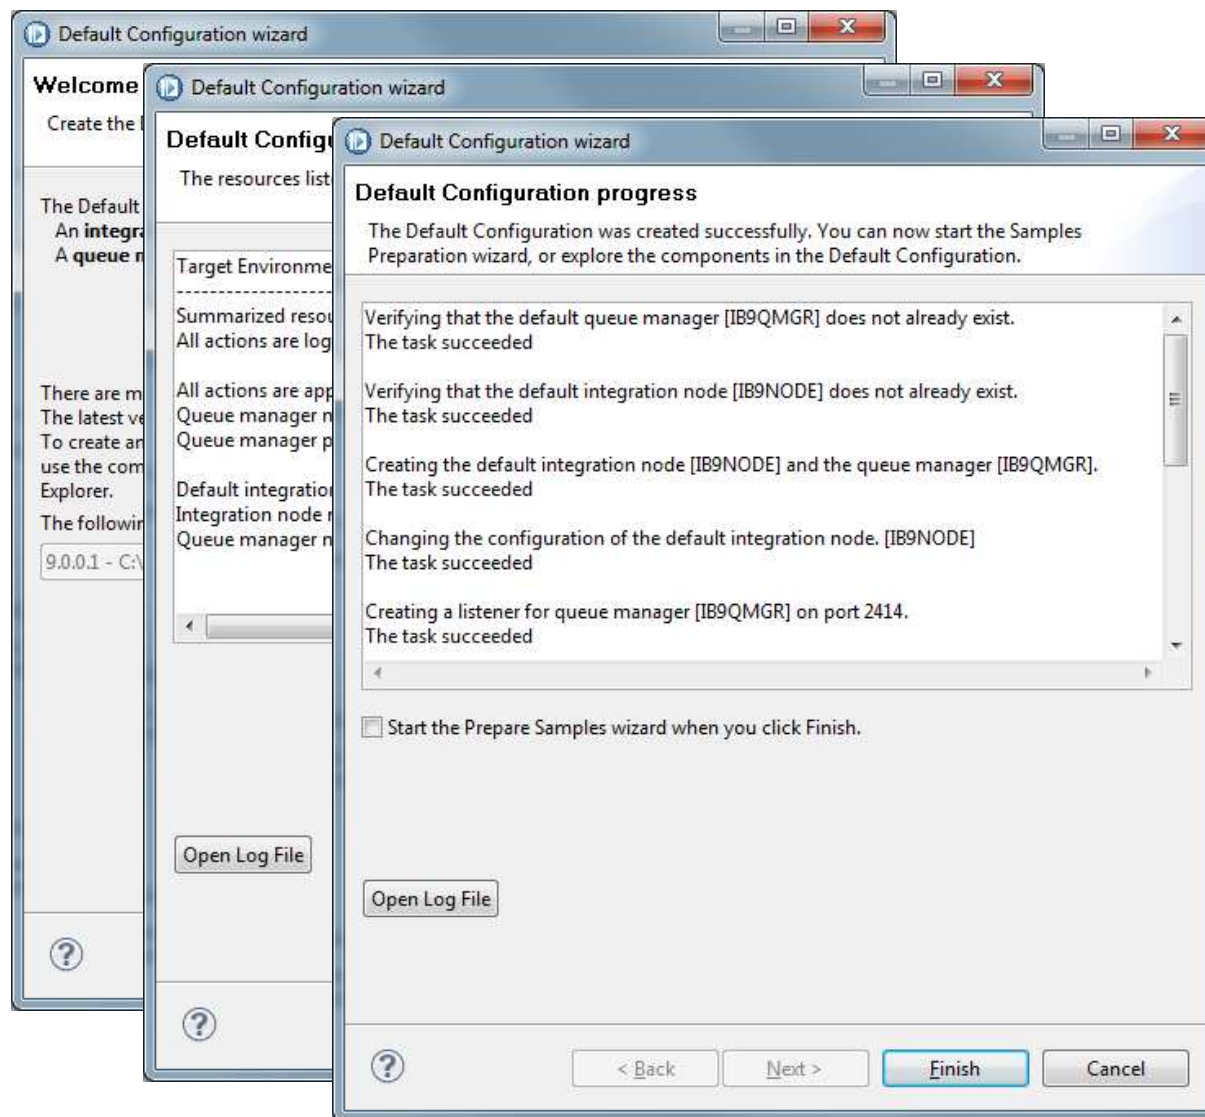 Default Configuration wizard
Welcome
Create the
The Default
An integra
A queue
There are m
The latest ve
To create an
use the com
Explorer.
The followin
9.0.0.1 - C:\
Default Configuration wizard
Default Configu
The resources list
Target Environme
Summarized resou
All actions are log
All actions are app
Queue manager n
Queue manager p
Default integration
Integration node
Queue manager n
Open Log File
Default Configuration wizard
Default Configuration progress
The Default Configuration was created successfully. You can now start the Samples
Preparation wizard, or explore the components in the Default Configuration.
Verifying that the default queue manager [IB9QMGR] does not already exist.
The task succeeded
Verifying that the default integration node [IB9NODE] does not already exist.
The task succeeded
Creating the default integration node [IB9NODE] and the queue manager [IB9QMGR].
The task succeeded
Changing the configuration of the default integration node. [IB9NODE]
The task succeeded
Creating a listener for queue manager [IB9QMGR] on port 2414.
The task succeeded
Start the Prepare Samples wizard when you click Finish.
Open Log File
< Back
Next >
Finish
Cancel